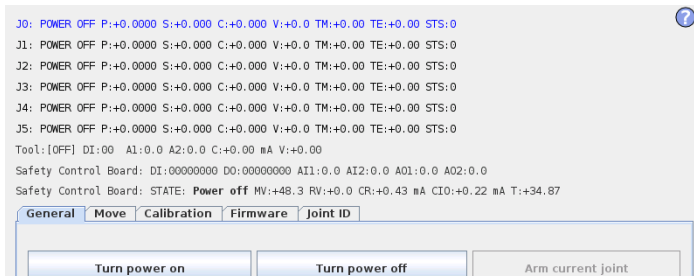 J0: POWER OFF P:+0.0000 S:+0.000 C:+0.000 V:+0.0 TM:+0.00 TE:+0.00 STS:0
J1: POWER OFF P:+0.0000 S:+0.000 C:+0.000 V:+0.0 TM:+0.00 TE:+0.00 STS:0
J2: POWER OFF P:+0.0000 S:+0.000 C:+0.000 V:+0.0 TM:+0.00 TE:+0.00 STS:0
J3: POWER OFF P:+0.0000 S:+0.000 C:+0.000 V:+0.0 TM:+0.00 TE:+0.00 STS:0
J4: POWER OFF P:+0.0000 S:+0.000 C:+0.000 V:+0.0 TM:+0.00 TE:+0.00 STS:0
J5: POWER OFF P:+0.0000 S:+0.000 C:+0.000 V:+0.0 TM:+0.00 TE:+0.00 STS:0
Tool:[OFF] DI:00 A1:0.0 A2:0.0 C:+0.00 mA V:+0.00
Safety Control Board: DI:00000000 DO:00000000 AI1:0.0 AI2:0.0 AO1:0.0 AO2:0.0
Safety Control Board: STATE: Power off MV:+48.3 RV:+0.0 CR:+0.43 mA CIO:+0.22 mA T:+34.87
General Move Calibration Firmware Joint ID
Turn power on Turn power off Arm current joint
?